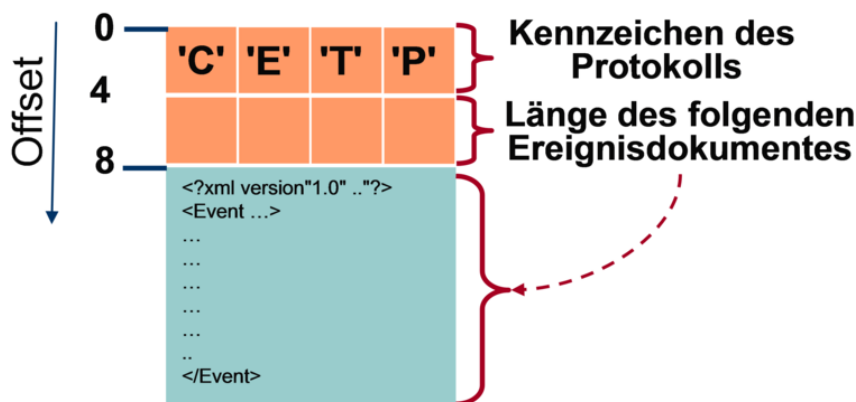 Offset
0
'C' 'E' 'T' 'P'
Kennzeichen des
Protokolls
4
Länge des folgenden
Ereignisdokumentes
8
<?xml version"1.0" .."?>
<Event ...>
...
...
...
...
...
..
</Event>